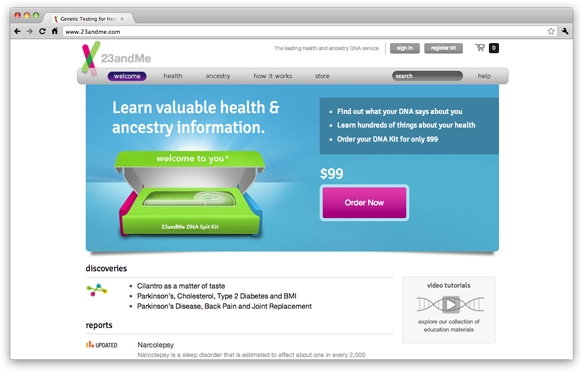 Genetic Testing for Hea
www.23andme.com
23andMe
The leading health and ancestry DNA service
sign in
register kit
0
welcome
health
ancestry
how it works
store
search
help
Learn valuable health &
ancestry information.
• Find out what your DNA says about you
• Learn hundreds of things about your health
• Order your DNA Kit for only $99
welcome to you
23andMe DNA Spit Kit
$99
Order Now
discoveries
• Cilantro as a matter of taste
• Parkinson's, Cholesterol, Type 2 Diabetes and BMI
• Parkinson's Disease, Back Pain and Joint Replacement
video tutorials
explore our collection of
education materials
reports
UPDATED
Narcolepsy
Narcolepsy is a sleep disorder that is estimated to affect about one in every 2,000